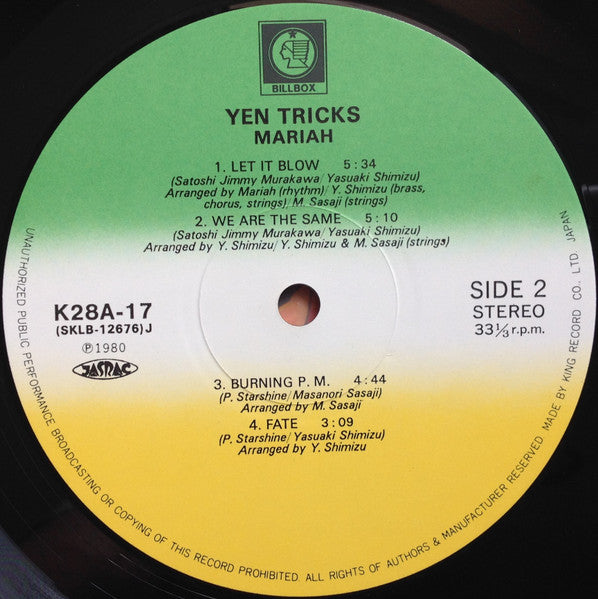 BILLBOX
YEN TRICKS
MARIAH
1. LET IT BLOW 5:34
(Satoshi Jimmy Murakawa/Yasuaki Shimizu)
Arranged by Mariah (rhythm)/Y. Shimizu (brass,
chorus, strings)/M. Sasaji (strings)
2. WE ARE THE SAME 5:10
(Satoshi Jimmy Murakawa/Yasuaki Shimizu)
Arranged by Y. Shimizu/Y. Shimizu & M. Sasaji (strings)
K28A-17
(SKLB-12676)J
Ⓟ1980
JASRAC
SIDE 2
STEREO
33⅓ r.p.m.
3. BURNING P. M. 4:44
(P. Starshine/Masanori Sasaji)
Arranged by M. Sasaji
4. FATE 3:09
(P. Starshine/Yasuaki Shimizu)
Arranged by Y. Shimizu
UNAUTHORIZED PUBLIC PERFORMANCE BROADCASTING OR COPYING OF THIS RECORD PROHIBITED. ALL RIGHTS OF AUTHORS & MANUFACTURER RESERVED. MADE BY KING RECORD CO., LTD. JAPAN